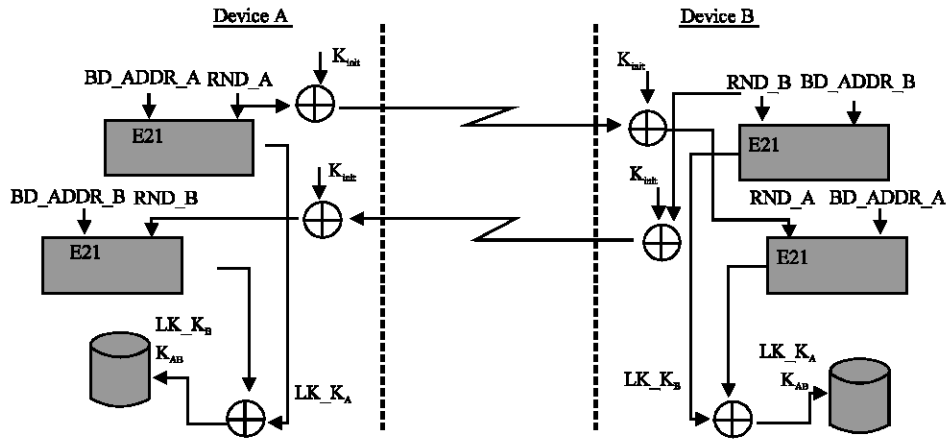 Device A
Device B
K_init
BD_ADDR_A RND_A
K_init
RND_B BD_ADDR_B
E21
E21
K_init
K_init
BD_ADDR_B RND_B
RND_A BD_ADDR_A
E21
E21
LK_K_B
K_AB
LK_K_A
LK_K_A
LK_K_B
K_AB